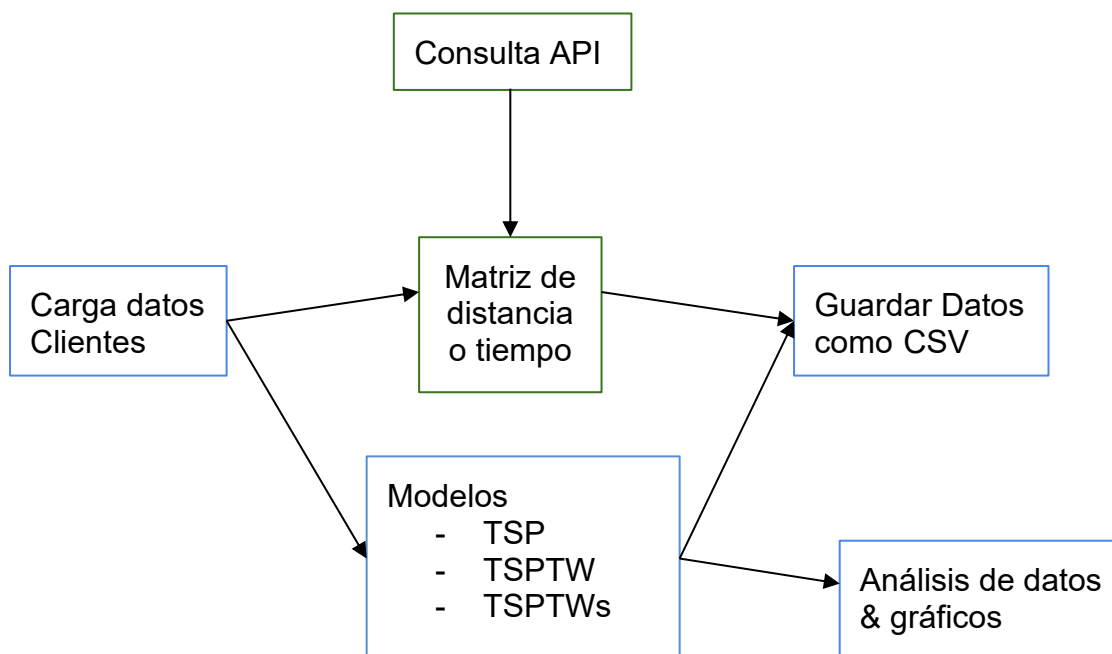 Consulta API
Carga datos
Clientes
Matriz de
distancia
o tiempo
Guardar Datos
como CSV
Modelos
- TSP
- TSPTW
- TSPTWs
Análisis de datos
& gráficos